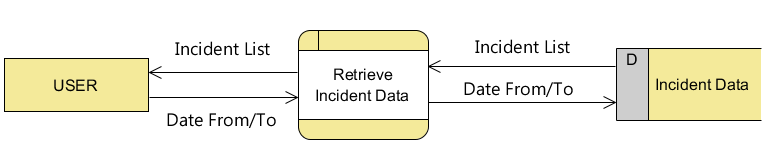 Incident List
USER
Date From/To
Retrieve
Incident Data
Incident List
Date From/To
D
Incident Data